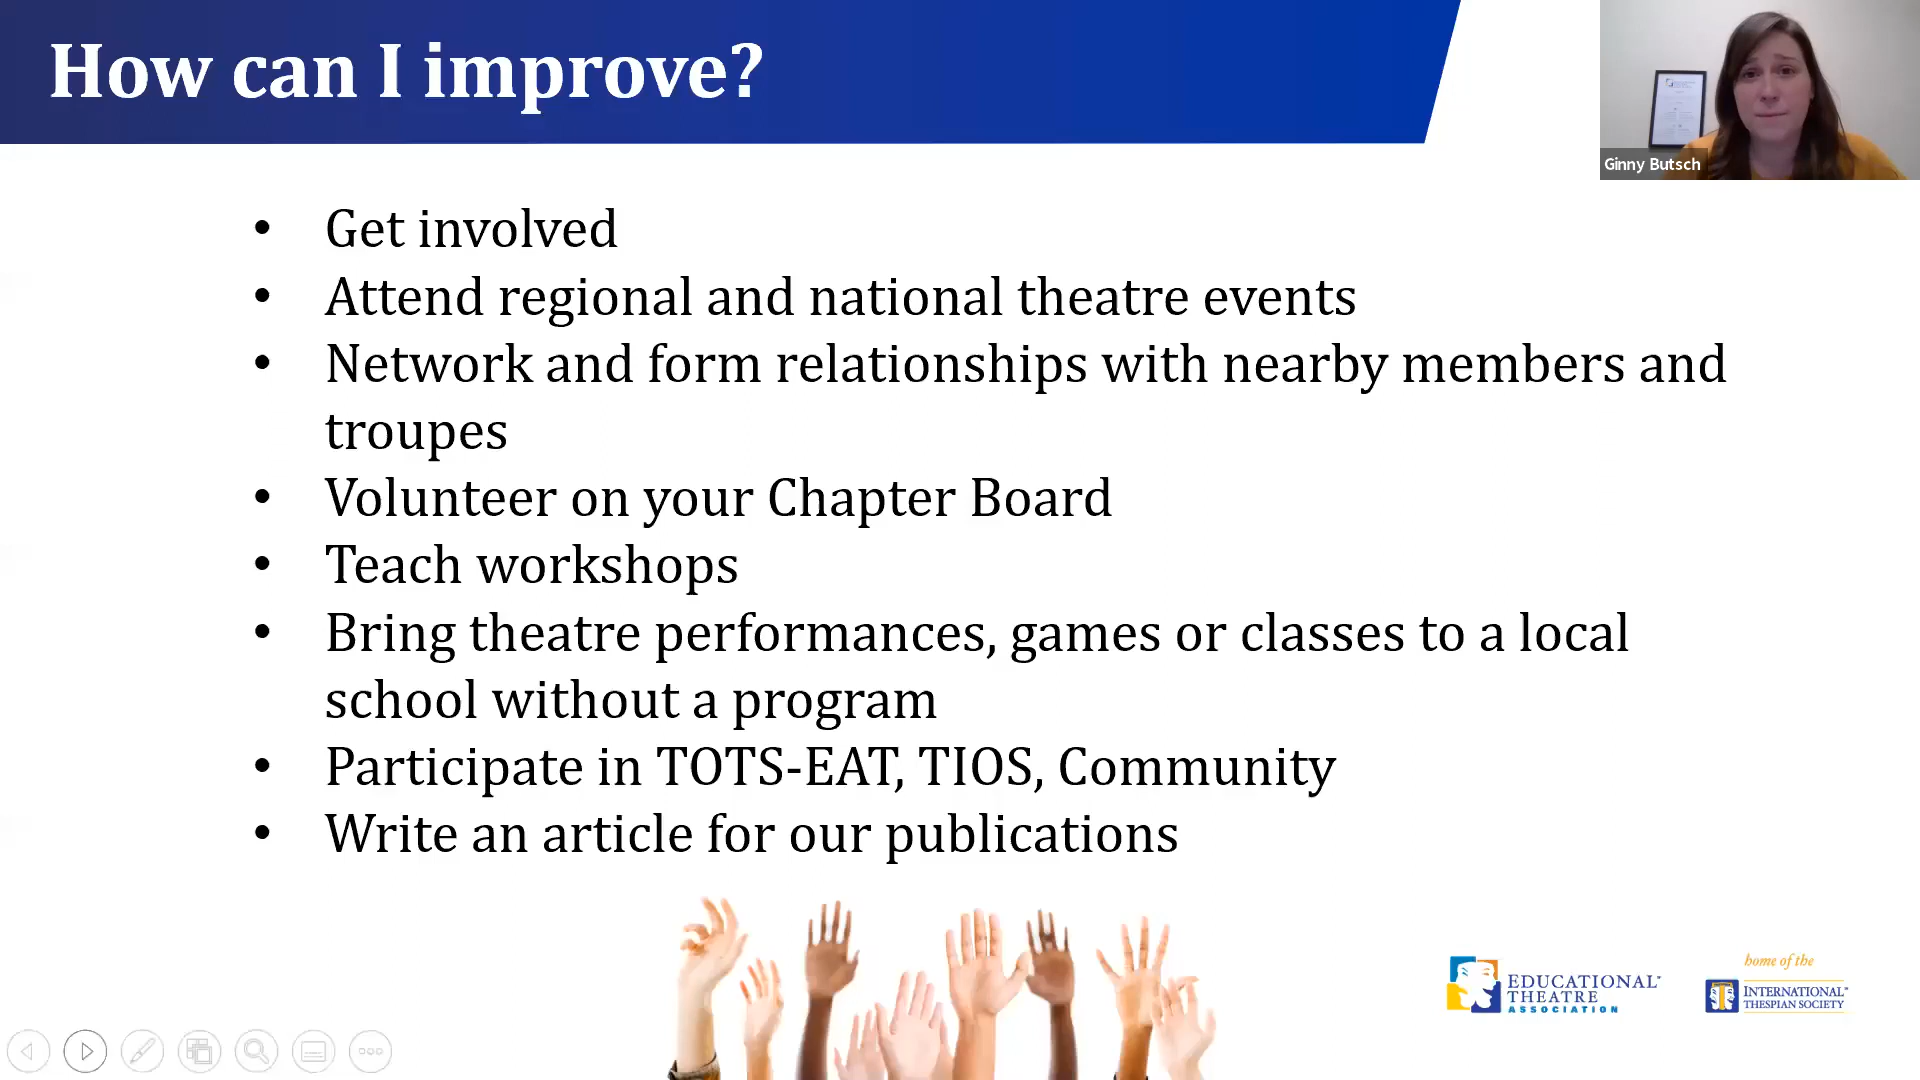 How can I improve?
Ginny Butsch
• Get involved
• Attend regional and national theatre events
• Network and form relationships with nearby members and
troupes
• Volunteer on your Chapter Board
• Teach workshops
• Bring theatre performances, games or classes to a local
school without a program
• Participate in TOTS-EAT, TIOS, Community
• Write an article for our publications
EDUCATIONAL
THEATRE
ASSOCIATION
home of the
INTERNATIONAL
THESPIAN SOCIETY